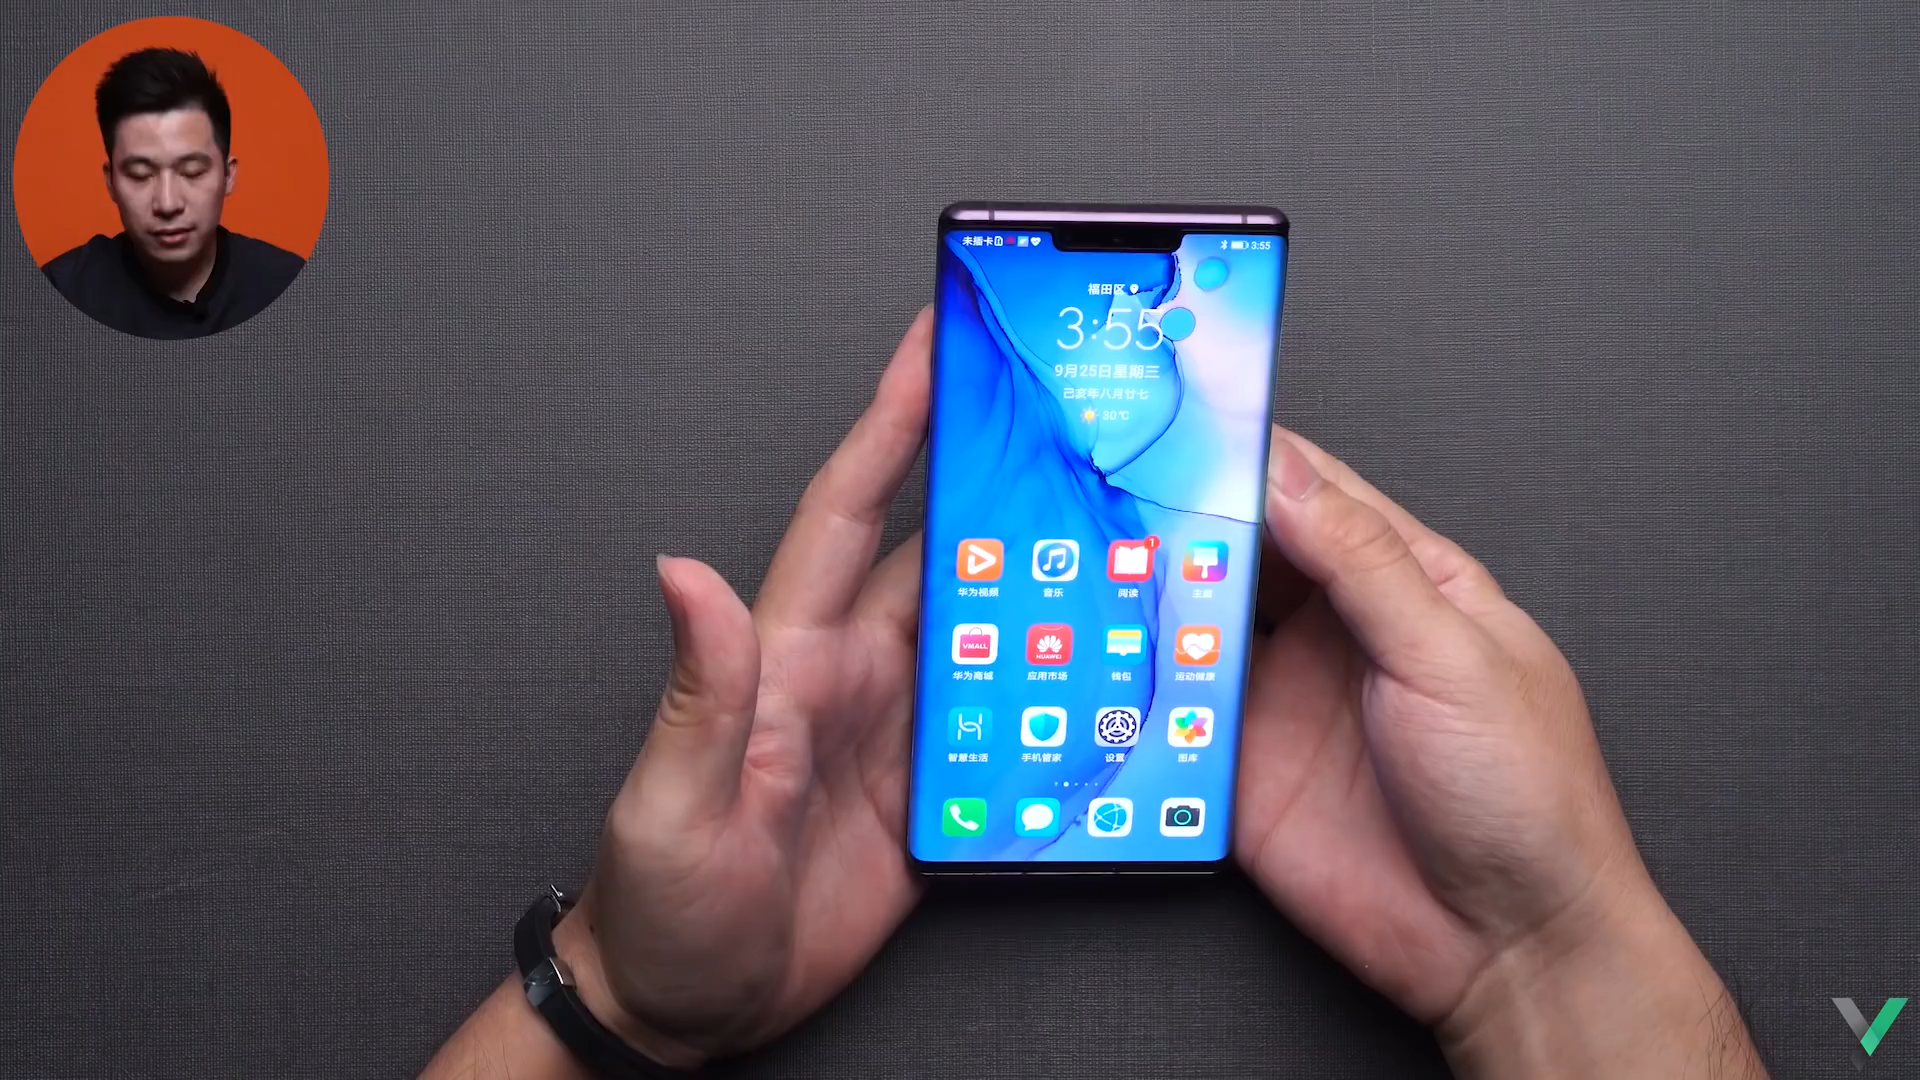 未插卡 3:55
福田区
3:55
9月25日星期三
己亥年八月廿七
30℃
1
华为视频 音乐 阅读 主题
VMALL HUAWEI
华为商城 应用市场 钱包 运动健康
智慧生活 手机管家 设置 图库